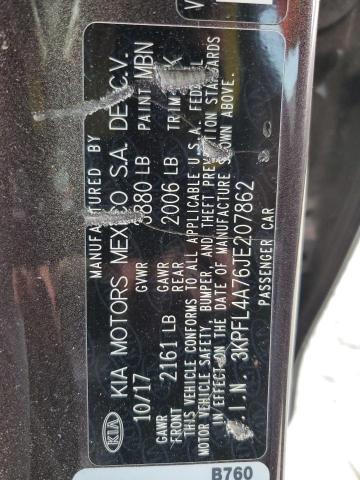 KIA
MANUFACTURED BY
KIA MOTORS MEXICO S.A. DE C.V.
10/17 GVWR 3880 LB PAINT MBN
GAWR FRONT 2161 LB GAWR REAR 2006 LB TRIM
THIS VEHICLE CONFORMS TO ALL APPLICABLE U.S.A. FEDERAL
MOTOR VEHICLE SAFETY, BUMPER, AND THEFT PREVENTION STANDARDS
IN EFFECT ON THE DATE OF MANUFACTURE SHOWN ABOVE.
V.I.N. 3KPFL4A76JE207862
PASSENGER CAR
B760